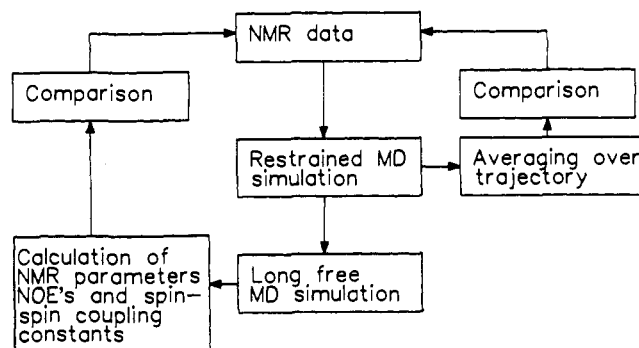 NMR data
Comparison
Comparison
Restrained MD
simulation
Averaging over
trajectory
Calculation of
NMR parameters
NOE's and spin-
spin coupling
constants
Long free
MD simulation